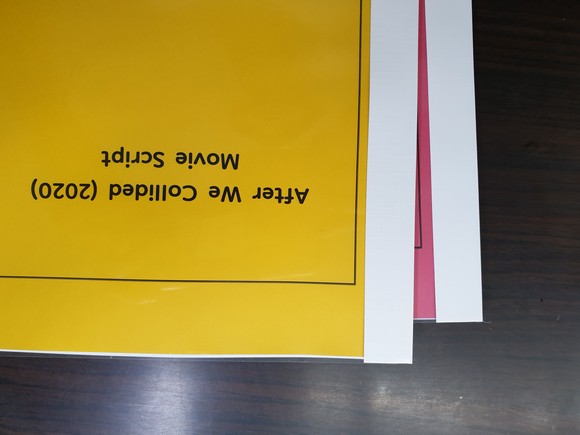 After We Collided (2020)
Movie Script